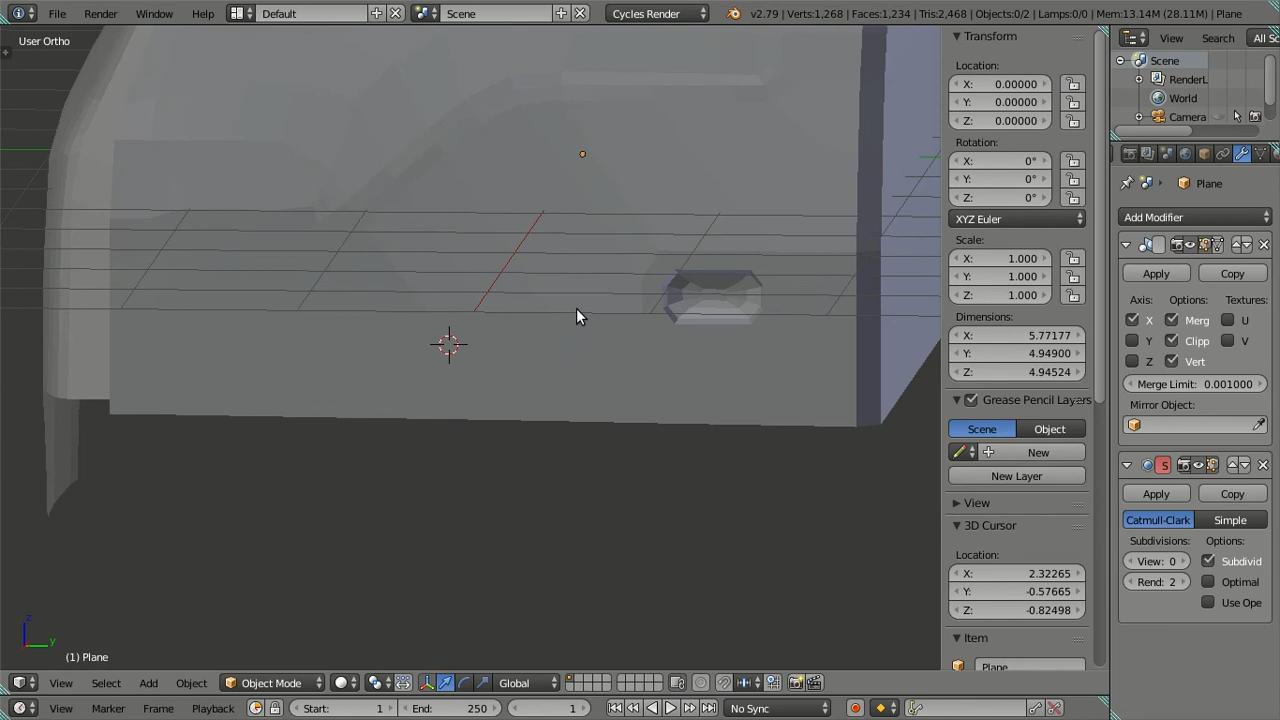 File Render Window Help Default Scene Cycles Render v2.79 | Verts:1,268 | Faces:1,234 | Tris:2,468 | Objects:0/2 | Lamps:0/0 | Mem:13.14M (28.11M) | Plane
User Ortho
Transform
Location:
X: 0.00000
Y: 0.00000
Z: 0.00000
Rotation:
X: 0°
Y: 0°
Z: 0°
XYZ Euler
Scale:
X: 1.000
Y: 1.000
Z: 1.000
Dimensions:
X: 5.77177
Y: 4.94900
Z: 4.94524
Grease Pencil Layers
Scene Object
New
New Layer
View
3D Cursor
Location:
X: 2.32265
Y: -0.57665
Z: -0.82498
Item
Plane
View Search All Sc
Scene
RenderL
World
Camera
Plane
Add Modifier
Apply Copy
Axis: Options: Textures:
X Merg U
Y Clipp V
Z Vert
Merge Limit: 0.001000
Mirror Object:
S
Apply Copy
Catmull-Clark Simple
Subdivisions: Options:
View: 0 Subdivid
Rend: 2 Optimal
Use Ope
z
y
(1) Plane
View Select Add Object Object Mode Global
View Marker Frame Playback Start: 1 End: 250 1 No Sync